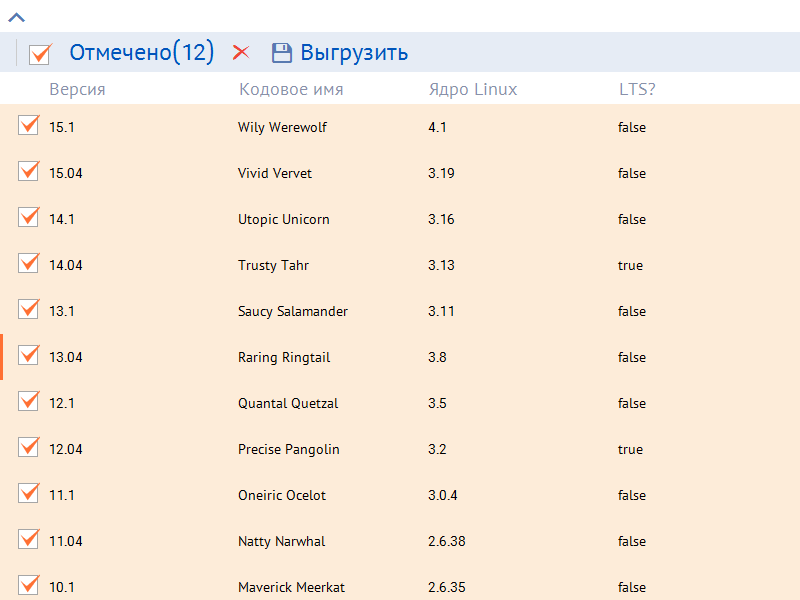 Отмечено(12) Выгрузить
Версия Кодовое имя Ядро Linux LTS?
15.1 Wily Werewolf 4.1 false
15.04 Vivid Vervet 3.19 false
14.1 Utopic Unicorn 3.16 false
14.04 Trusty Tahr 3.13 true
13.1 Saucy Salamander 3.11 false
13.04 Raring Ringtail 3.8 false
12.1 Quantal Quetzal 3.5 false
12.04 Precise Pangolin 3.2 true
11.1 Oneiric Ocelot 3.0.4 false
11.04 Natty Narwhal 2.6.38 false
10.1 Maverick Meerkat 2.6.35 false